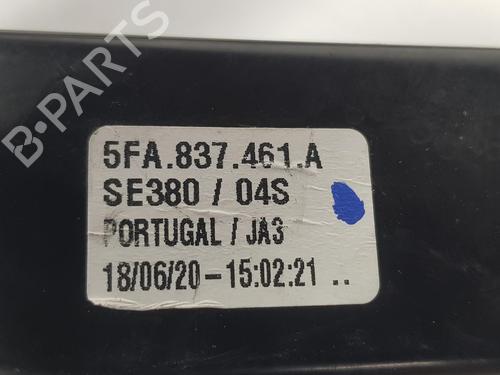 B-PARTS
5FA.837.461.A
SE380 / 04S
PORTUGAL / JA3
18/06/20-15:02:21 ..